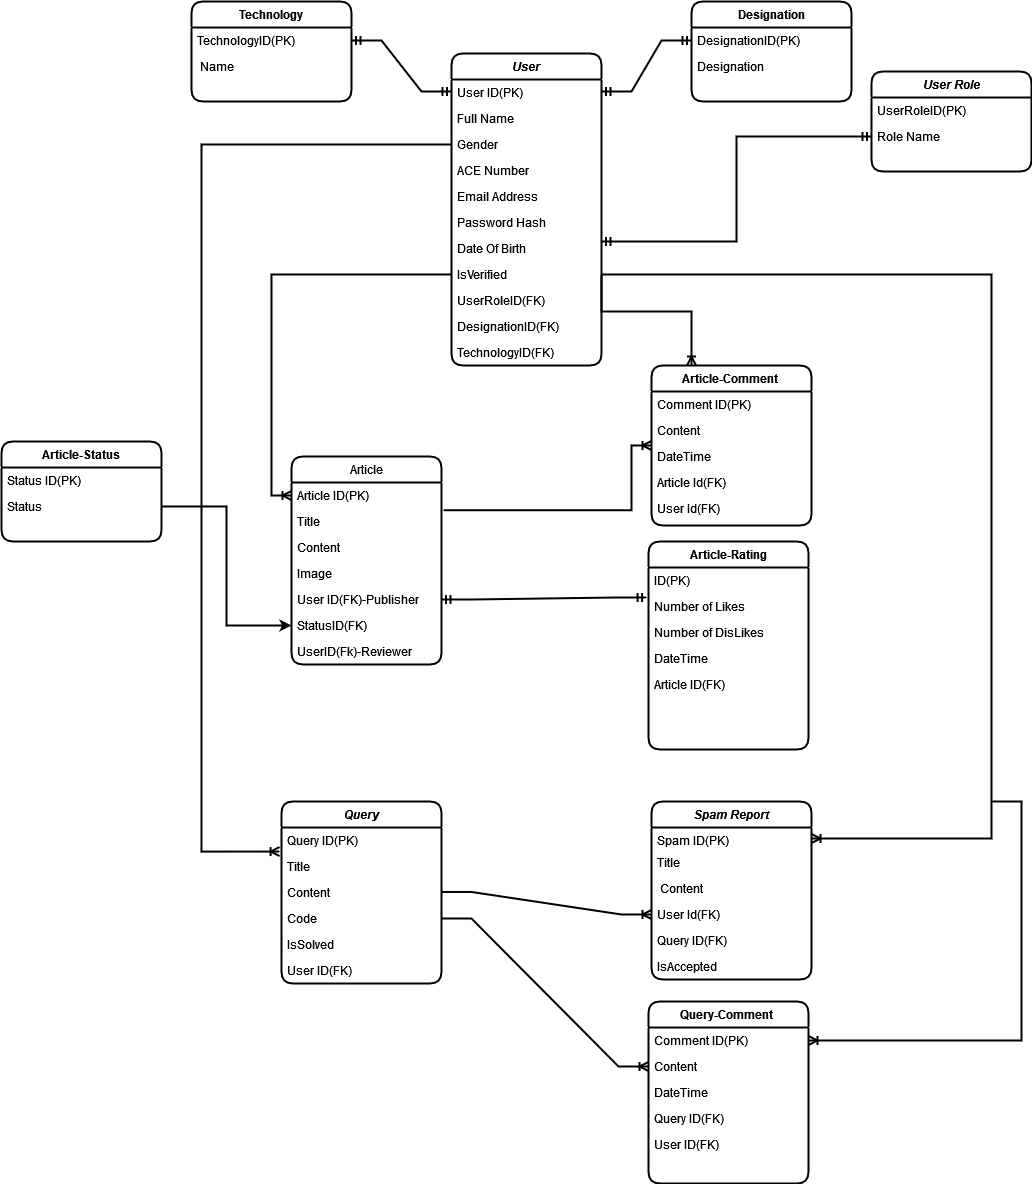 Technology
TechnologyID(PK)
Name
Designation
DesignationID(PK)
Designation
User
User ID(PK)
Full Name
Gender
ACE Number
Email Address
Password Hash
Date Of Birth
IsVerified
UserRoleID(FK)
DesignationID(FK)
TechnologyID(FK)
User Role
UserRoleID(PK)
Role Name
Article-Comment
Comment ID(PK)
Content
DateTime
Article Id(FK)
User Id(FK)
Article-Status
Status ID(PK)
Status
Article
Article ID(PK)
Title
Content
Image
User ID(FK)-Publisher
StatusID(FK)
UserID(Fk)-Reviewer
Article-Rating
ID(PK)
Number of Likes
Number of DisLikes
DateTime
Article ID(FK)
Query
Query ID(PK)
Title
Content
Code
IsSolved
User ID(FK)
Spam Report
Spam ID(PK)
Title
Content
User Id(FK)
Query ID(FK)
IsAccepted
Query-Comment
Comment ID(PK)
Content
DateTime
Query ID(FK)
User ID(FK)